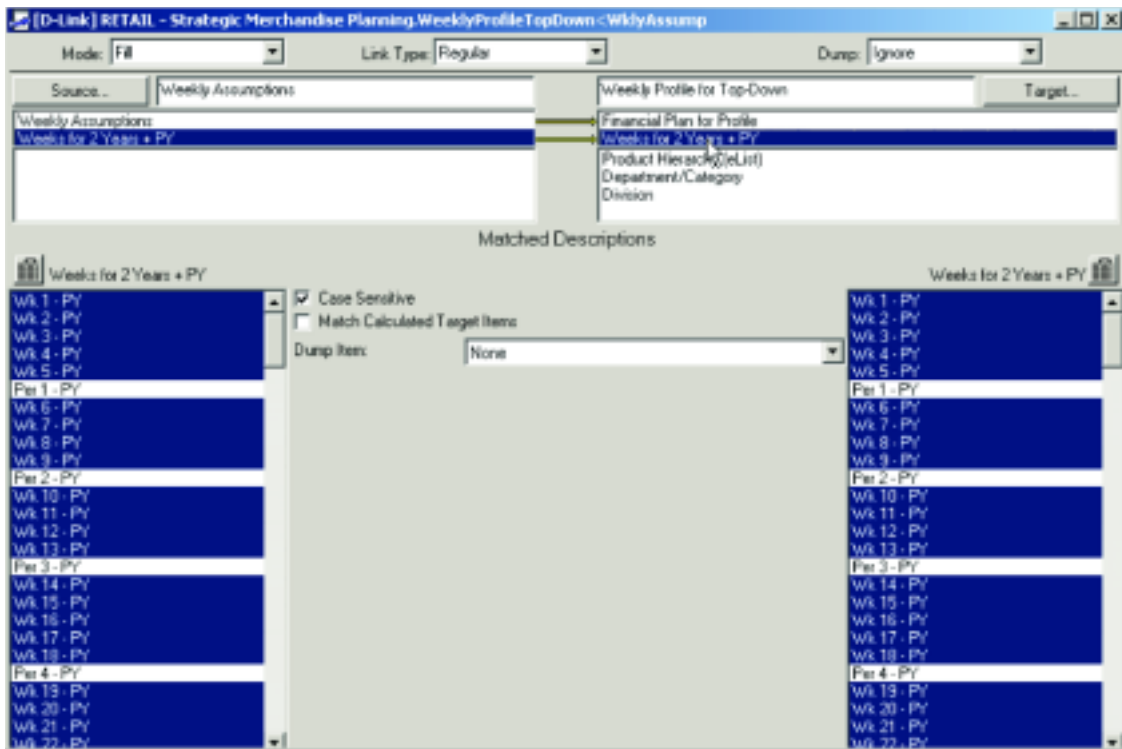 [D-Link] RETAIL - Strategic Merchandise Planning.WeeklyProfileTopDown<WklyAssump
Mode: Fill Link Type: Regular Dump: Ignore
Source... Weekly Assumptions Weekly Profile for Top-Down Target...
Weekly Assumptions Financial Plan for Profile
Weeks for 2 Years + PY Weeks for 2 Years + PY
Product Hierarchy(eList)
Department/Category
Division
Matched Descriptions
Weeks for 2 Years + PY Weeks for 2 Years + PY
Wk 1 - PY Case Sensitive Wk 1 - PY
Wk 2 - PY Match Calculated Target Items Wk 2 - PY
Wk 3 - PY Wk 3 - PY
Wk 4 - PY Dump Item: None Wk 4 - PY
Wk 5 - PY Wk 5 - PY
Per 1 - PY Per 1 - PY
Wk 6 - PY Wk 6 - PY
Wk 7 - PY Wk 7 - PY
Wk 8 - PY Wk 8 - PY
Wk 9 - PY Wk 9 - PY
Per 2 - PY Per 2 - PY
Wk 10 - PY Wk 10 - PY
Wk 11 - PY Wk 11 - PY
Wk 12 - PY Wk 12 - PY
Wk 13 - PY Wk 13 - PY
Per 3 - PY Per 3 - PY
Wk 14 - PY Wk 14 - PY
Wk 15 - PY Wk 15 - PY
Wk 16 - PY Wk 16 - PY
Wk 17 - PY Wk 17 - PY
Wk 18 - PY Wk 18 - PY
Per 4 - PY Per 4 - PY
Wk 19 - PY Wk 19 - PY
Wk 20 - PY Wk 20 - PY
Wk 21 - PY Wk 21 - PY
Wk 22 - PY Wk 22 - PY